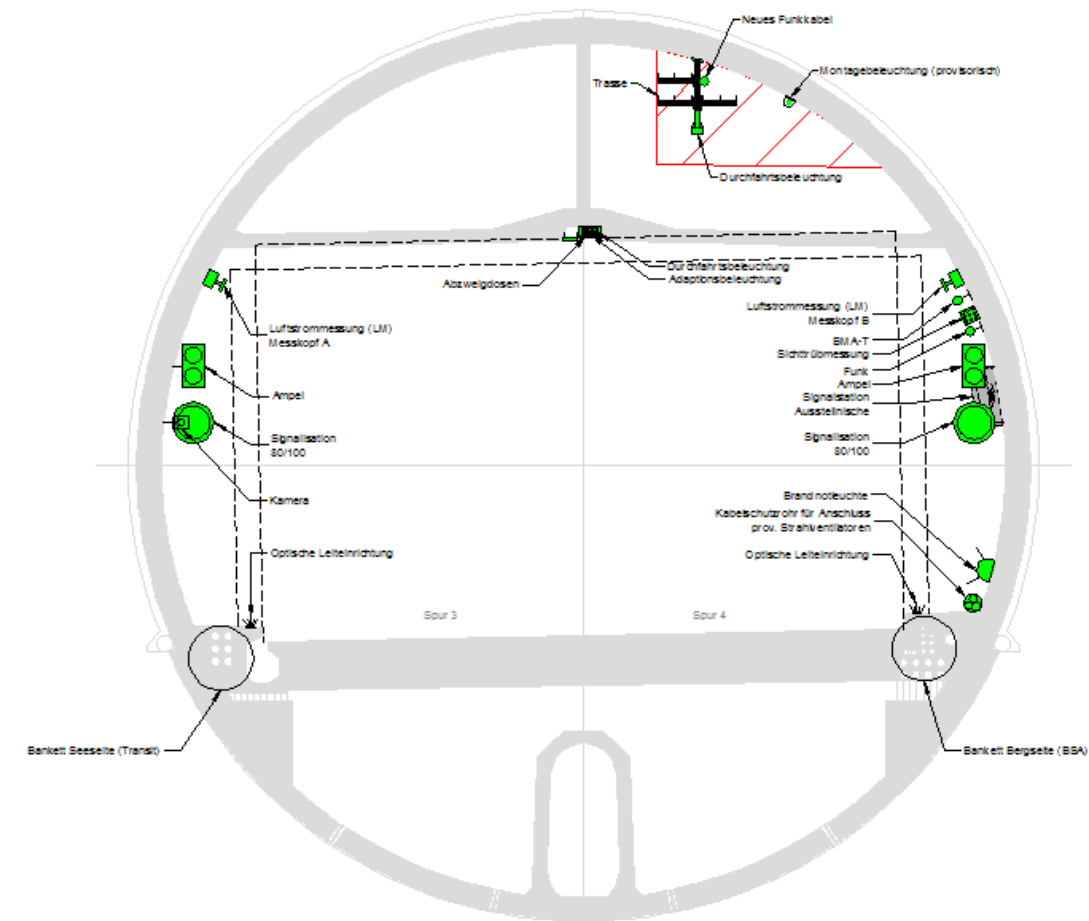 Neues Funkkabel
Montagebeleuchtung (provisorisch)
Trasse
Durchfahrtsbeleuchtung
Durchfahrtsbeleuchtung
Adaptionsbeleuchtung
Abzweigdosen
Luftstrommessung (LM)
Messkopf A
Luftstrommessung (LM)
Messkopf B
BMA-T
Sichttrübmessung
Funk
Ampel
Ampel
Signalstation
Ausstellnische
Signalisation
80/100
Signalisation
80/100
Kamera
Brandnotleuchte
Kabelschutzrohr für Anschluss
prov. Strahlventilatoren
Optische Leiteinrichtung
Optische Leiteinrichtung
Spur 3
Spur 4
Bankett Seeseite (Transit)
Bankett Bergseite (BSA)